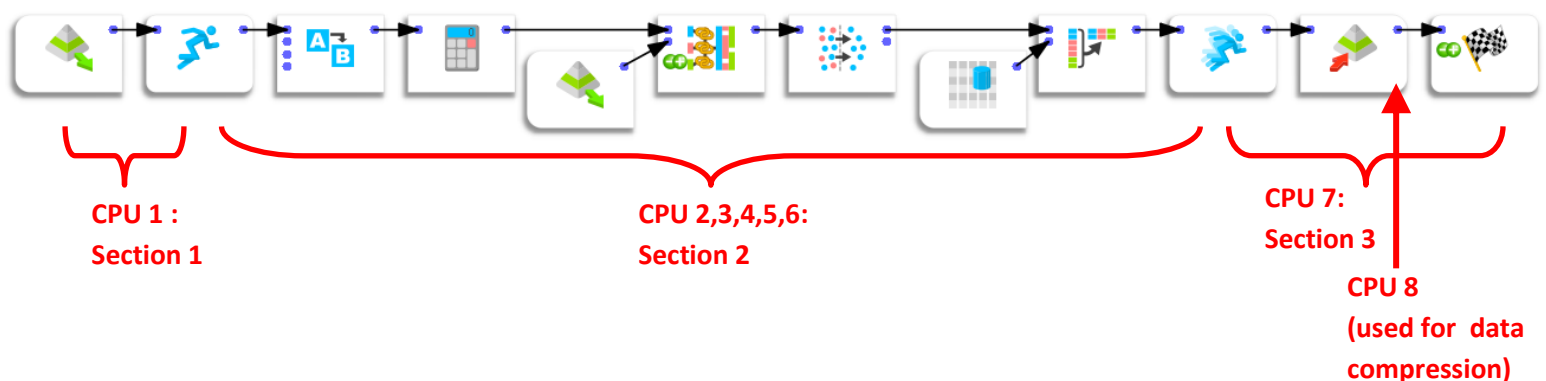 A
B
0
CPU 1 :
Section 1
CPU 2,3,4,5,6:
Section 2
CPU 7:
Section 3
CPU 8
(used for data
compression)